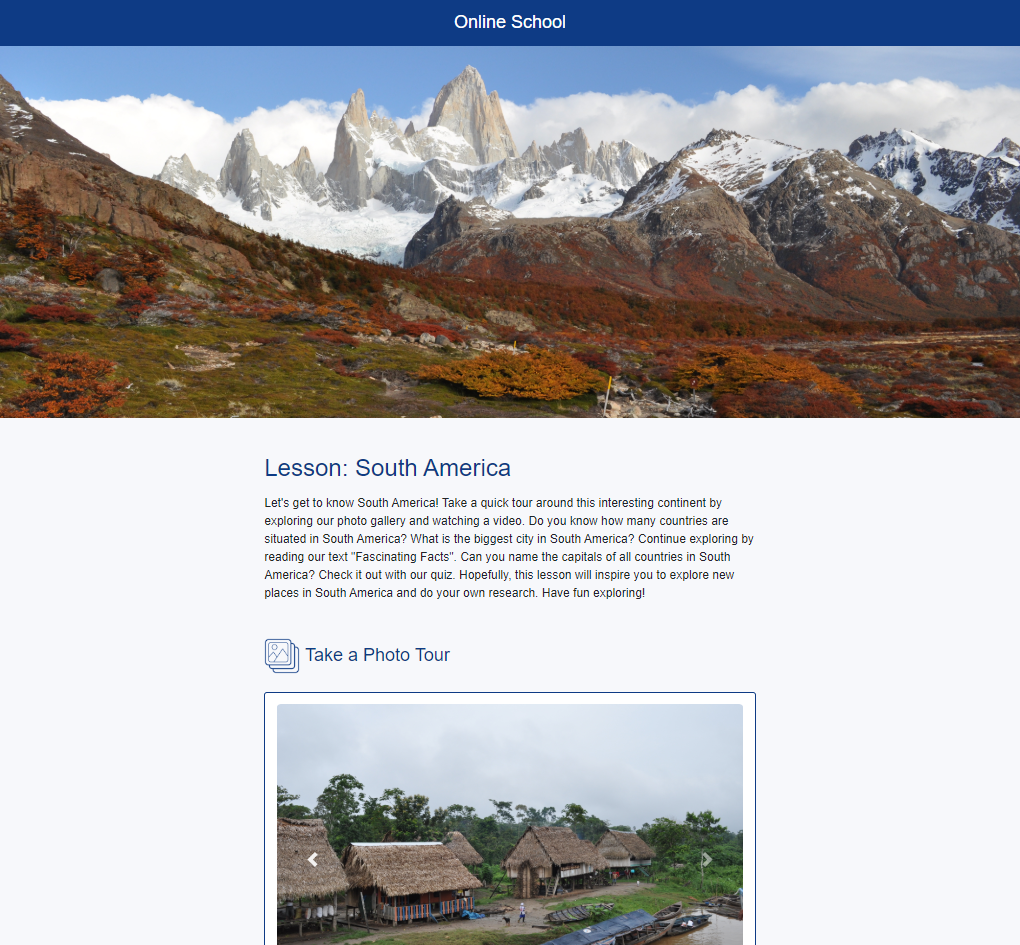 Online School
Lesson: South America
Let's get to know South America! Take a quick tour around this interesting continent by
exploring our photo gallery and watching a video. Do you know how many countries are
situated in South America? What is the biggest city in South America? Continue exploring by
reading our text "Fascinating Facts". Can you name the capitals of all countries in South
America? Check it out with our quiz. Hopefully, this lesson will inspire you to explore new
places in South America and do your own research. Have fun exploring!
Take a Photo Tour